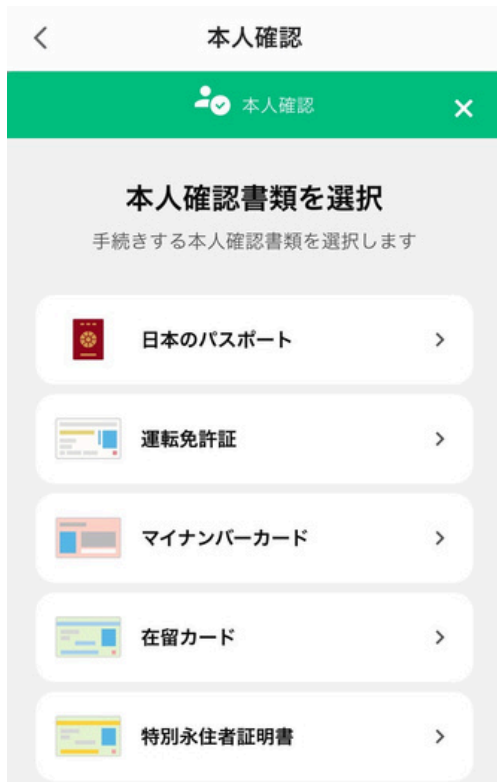 本人確認
本人確認
本人確認書類を選択
手続きする本人確認書類を選択します
日本のパスポート
運転免許証
マイナンバーカード
在留カード
特別永住者証明書